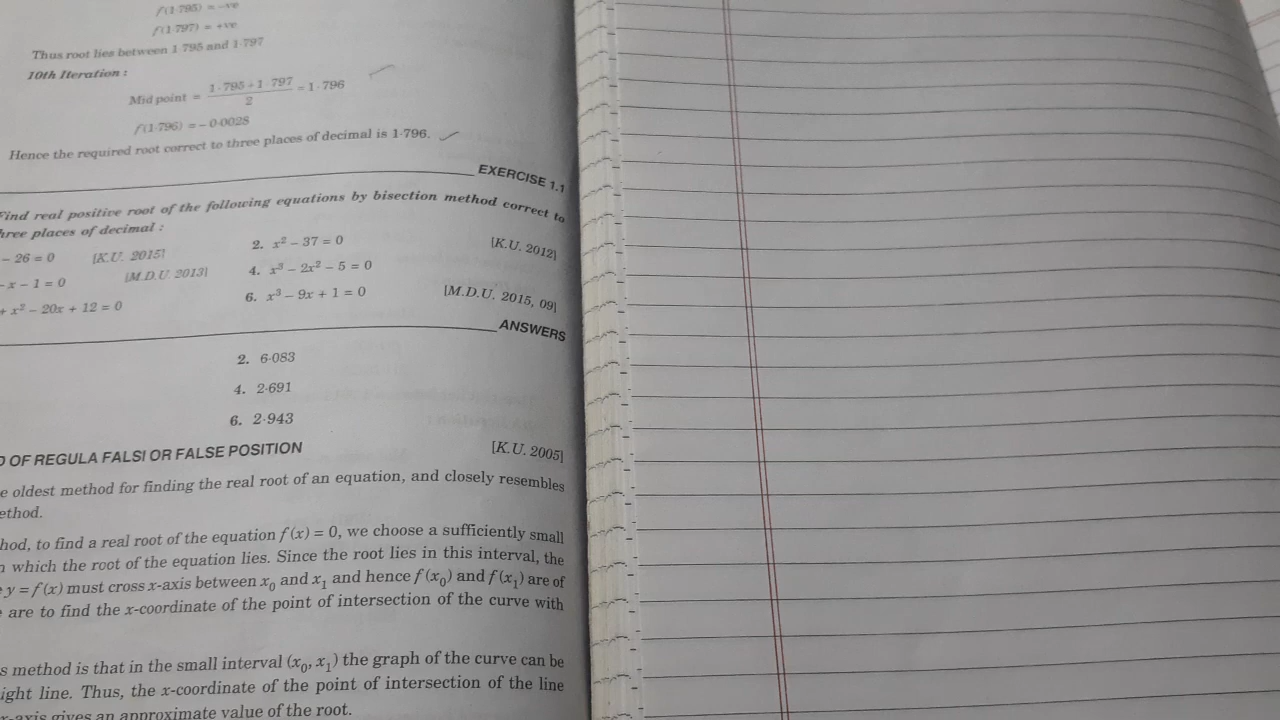 f(1·795) = –ve
f(1·797) = +ve
Thus root lies between 1·795 and 1·797
10th Iteration :
Mid point = (1·795 + 1·797)/2 = 1·796
f(1·796) = – 0·0028
Hence the required root correct to three places of decimal is 1·796.
EXERCISE 1.1
Find real positive root of the following equations by bisection method correct to
three places of decimal :
– 26 = 0 [K.U. 2015] 2. x² – 37 = 0 [K.U. 2012]
– x – 1 = 0 [M.D.U. 2013] 4. x³ – 2x² – 5 = 0
+ x² – 20x + 12 = 0 6. x³ – 9x + 1 = 0 [M.D.U. 2015, 09]
ANSWERS
2. 6·083
4. 2·691
6. 2·943
D OF REGULA FALSI OR FALSE POSITION [K.U. 2005]
e oldest method for finding the real root of an equation, and closely resembles
ethod.
hod, to find a real root of the equation f(x) = 0, we choose a sufficiently small
n which the root of the equation lies. Since the root lies in this interval, the
y = f(x) must cross x-axis between x₀ and x₁ and hence f(x₀) and f(x₁) are of
are to find the x-coordinate of the point of intersection of the curve with
s method is that in the small interval (x₀, x₁) the graph of the curve can be
ight line. Thus, the x-coordinate of the point of intersection of the line
x-axis gives an approximate value of the root.